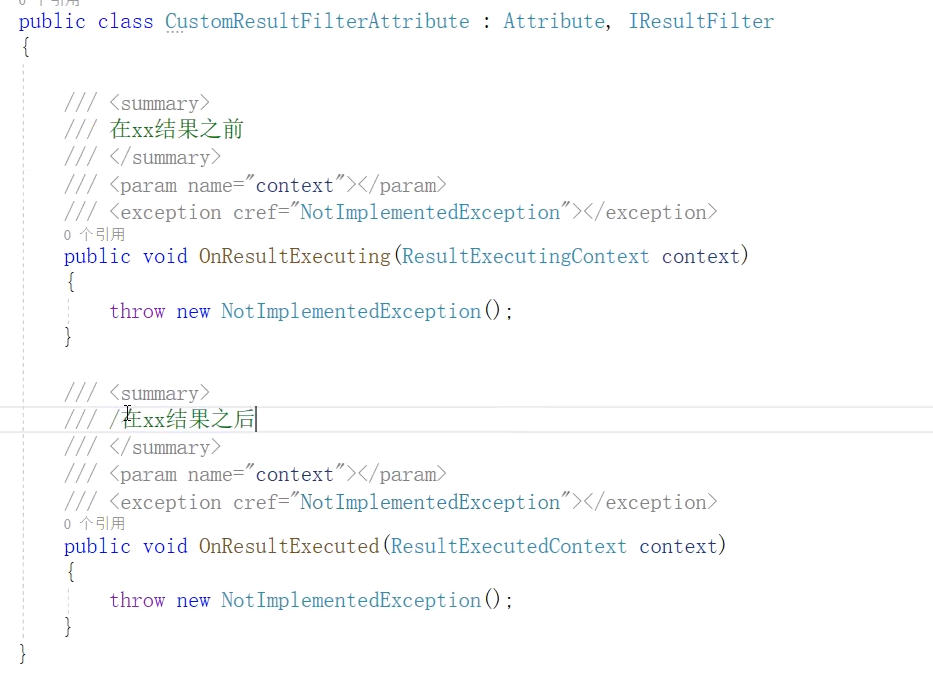 0 个引用
public class CustomResultFilterAttribute : Attribute, IResultFilter
{
/// <summary>
/// 在xx结果之前
/// </summary>
/// <param name="context"></param>
/// <exception cref="NotImplementedException"></exception>
0 个引用
public void OnResultExecuting(ResultExecutingContext context)
{
throw new NotImplementedException();
}
/// <summary>
/// /在xx结果之后
/// </summary>
/// <param name="context"></param>
/// <exception cref="NotImplementedException"></exception>
0 个引用
public void OnResultExecuted(ResultExecutedContext context)
{
throw new NotImplementedException();
}
}